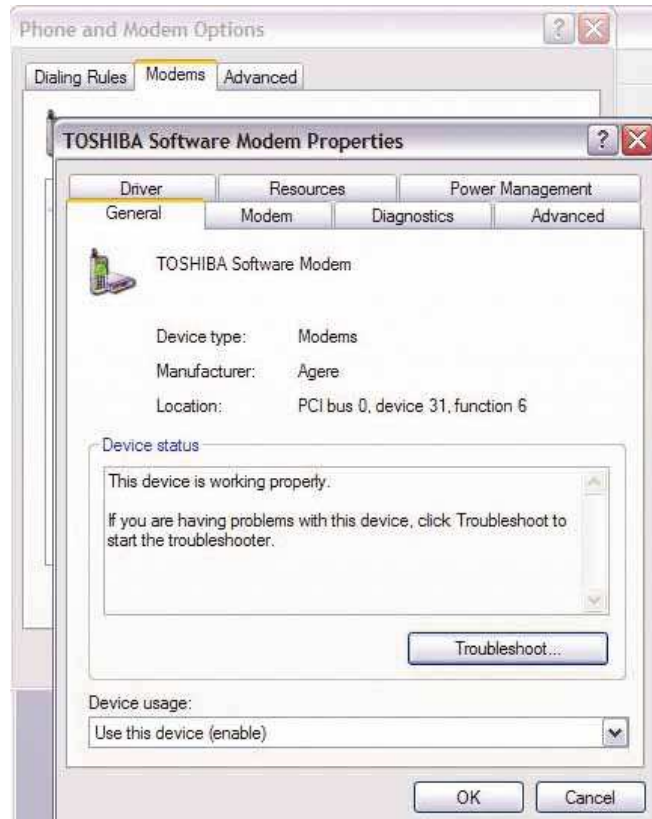 Phone and Modem Options
Dialing Rules Modems Advanced
TOSHIBA Software Modem Properties
Driver Resources Power Management
General Modem Diagnostics Advanced
TOSHIBA Software Modem
Device type: Modems
Manufacturer: Agere
Location: PCI bus 0, device 31, function 6
Device status
This device is working properly.
If you are having problems with this device, click Troubleshoot to
start the troubleshooter.
Troubleshoot...
Device usage:
Use this device (enable)
OK Cancel